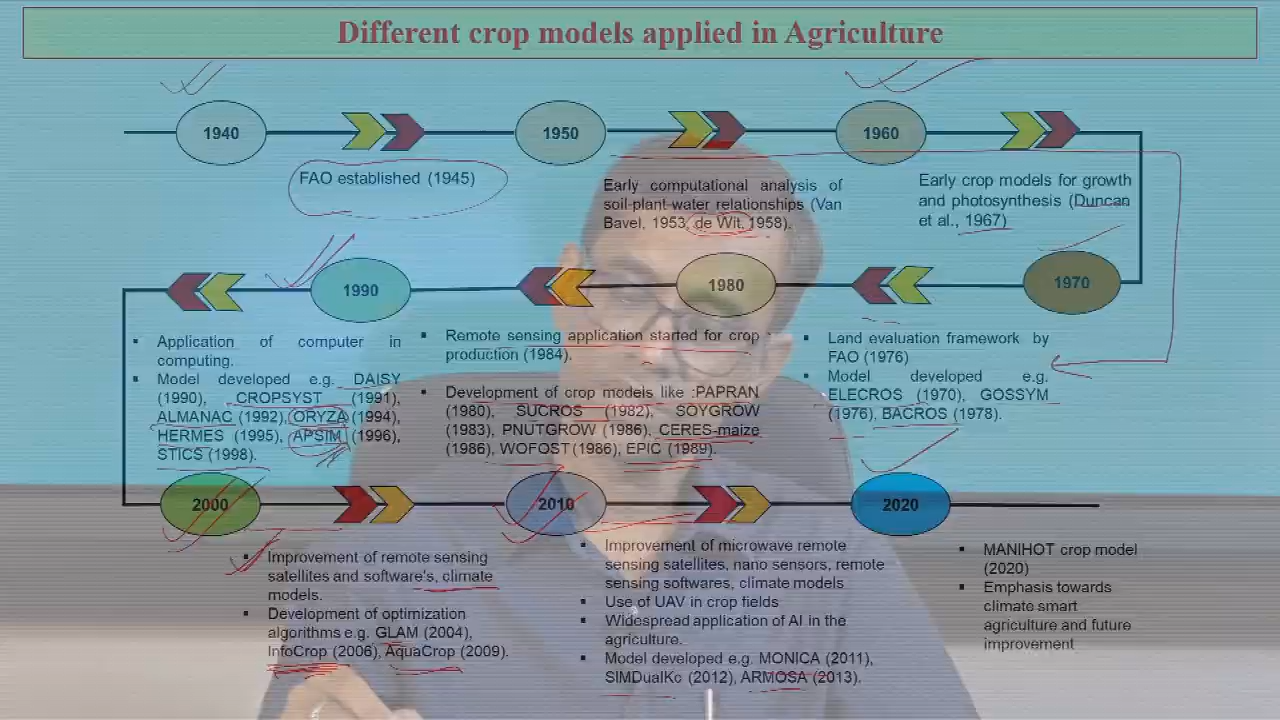 Different crop models applied in Agriculture
1940
1950
1960
FAO established (1945)
Early computational analysis of
soil-plant-water relationships (Van
Bavel, 1953, de Wit, 1958).
Early crop models for growth
and photosynthesis (Duncan
et al., 1967)
1990
1980
1970
Application of computer in
computing.
Model developed e.g. DAISY
(1990), CROPSYST (1991),
ALMANAC (1992), ORYZA (1994),
HERMES (1995), APSIM (1996),
STICS (1998).
Remote sensing application started for crop
production (1984).
Development of crop models like :PAPRAN
(1980), SUCROS (1982), SOYGROW
(1983), PNUTGROW (1986), CERES-maize
(1986), WOFOST (1986), EPIC (1989).
Land evaluation framework by
FAO (1976)
Model developed e.g.
ELECROS (1970), GOSSYM
(1976), BACROS (1978).
2000
2010
2020
Improvement of remote sensing
satellites and software's, climate
models.
Development of optimization
algorithms e.g. GLAM (2004),
InfoCrop (2006), AquaCrop (2009).
Improvement of microwave remote
sensing satellites, nano sensors, remote
sensing softwares, climate models
Use of UAV in crop fields
Widespread application of AI in the
agriculture.
Model developed e.g. MONICA (2011),
SIMDualKc (2012), ARMOSA (2013).
MANIHOT crop model
(2020)
Emphasis towards
climate smart
agriculture and future
improvement